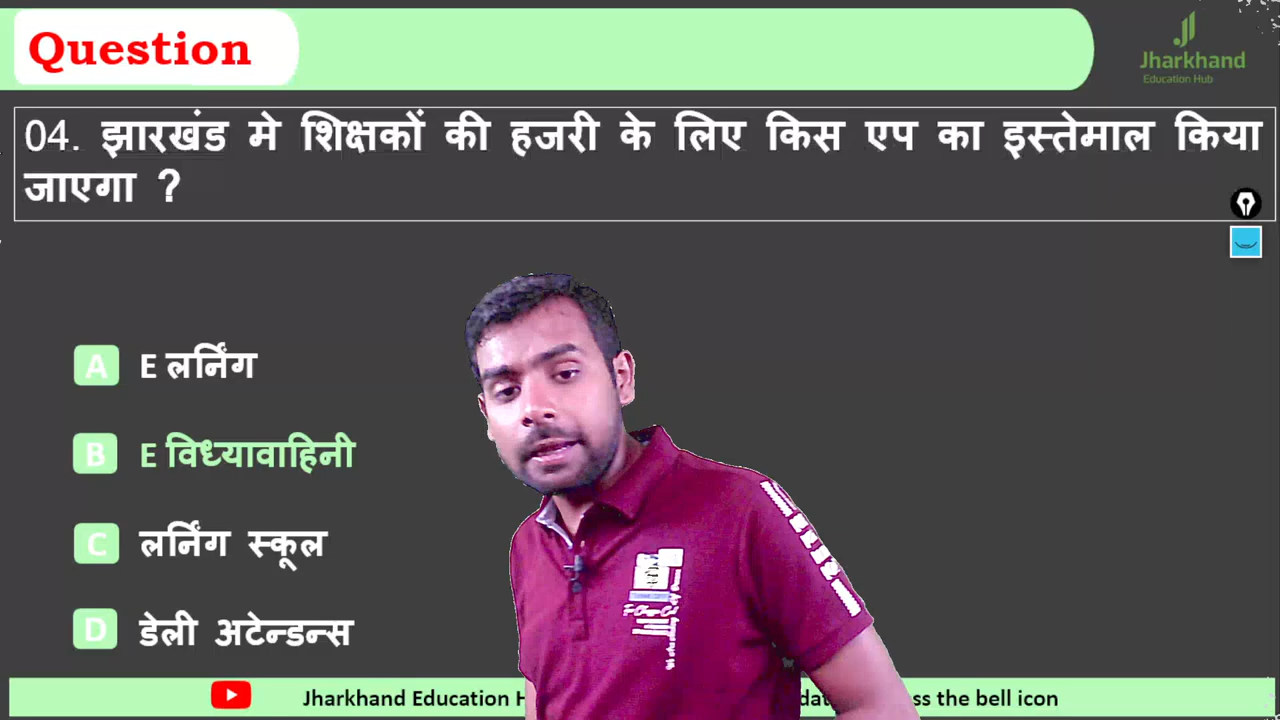 Question
Jharkhand
Education Hub
04. झारखंड मे शिक्षकों की हजरी के लिए किस एप का इस्तेमाल किया
जाएगा ?
A E लर्निंग
B E विध्यावाहिनी
C लर्निंग स्कूल
D डेली अटेन्डन्स
Jharkhand Education the bell icon